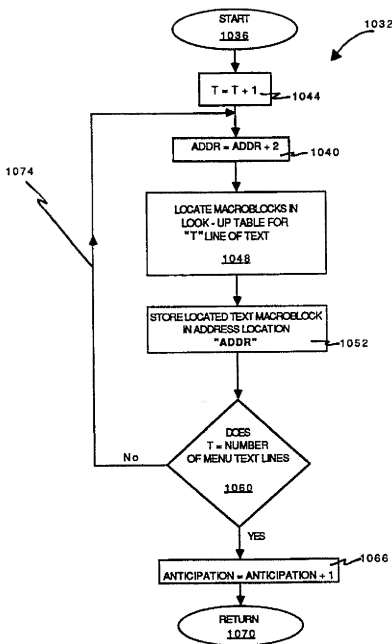 START
1036
1032
T = T + 1
1044
ADDR = ADDR + 2
1040
1074
LOCATE MACROBLOCKS IN
LOOK - UP TABLE FOR
"T" LINE OF TEXT
1048
STORE LOCATED TEXT MACROBLOCK
IN ADDRESS LOCATION
"ADDR"
1052
DOES
T = NUMBER
OF MENU TEXT LINES
1060
No
YES
1066
ANTICIPATION = ANTICIPATION + 1
RETURN
1070